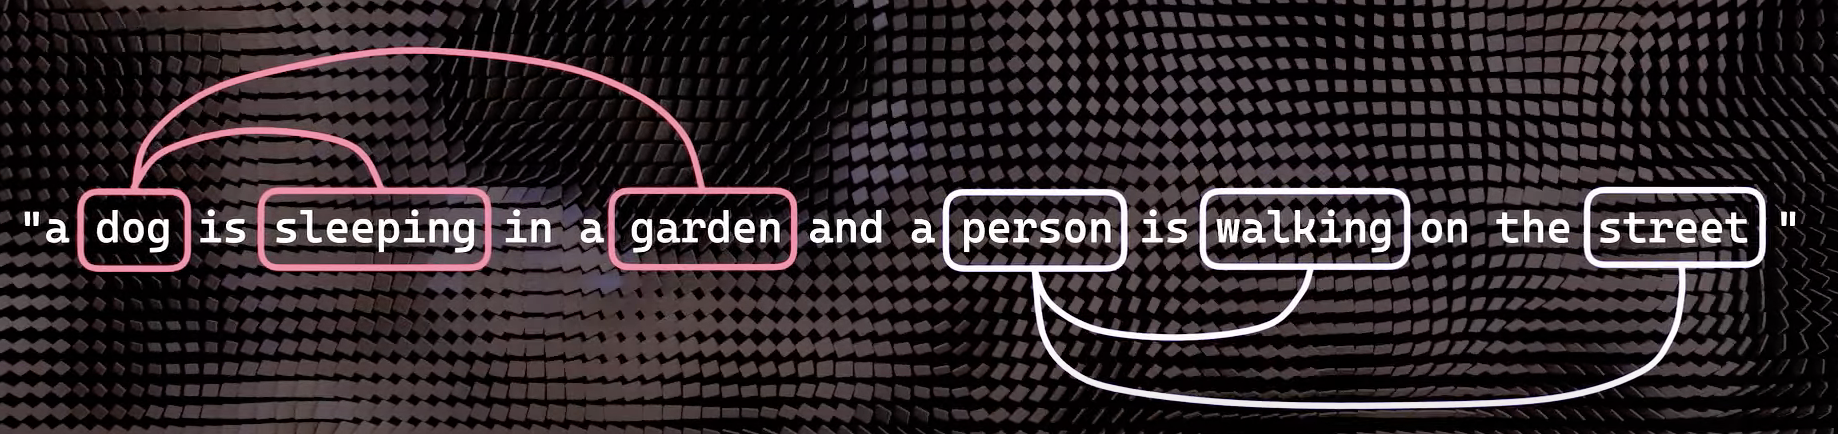 "a dog is sleeping in a garden and a person is walking on the street "